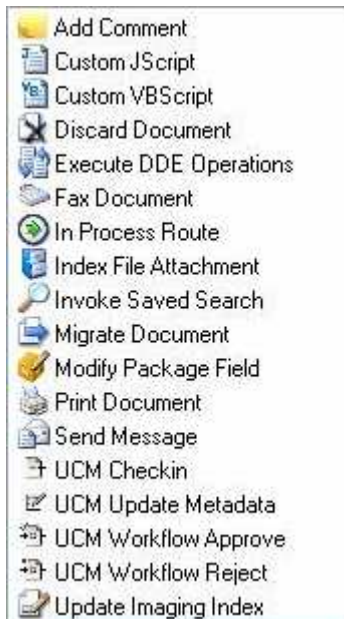 Add Comment
Custom JScript
Custom VBScript
Discard Document
Execute DDE Operations
Fax Document
In Process Route
Index File Attachment
Invoke Saved Search
Migrate Document
Modify Package Field
Print Document
Send Message
UCM Checkin
UCM Update Metadata
UCM Workflow Approve
UCM Workflow Reject
Update Imaging Index